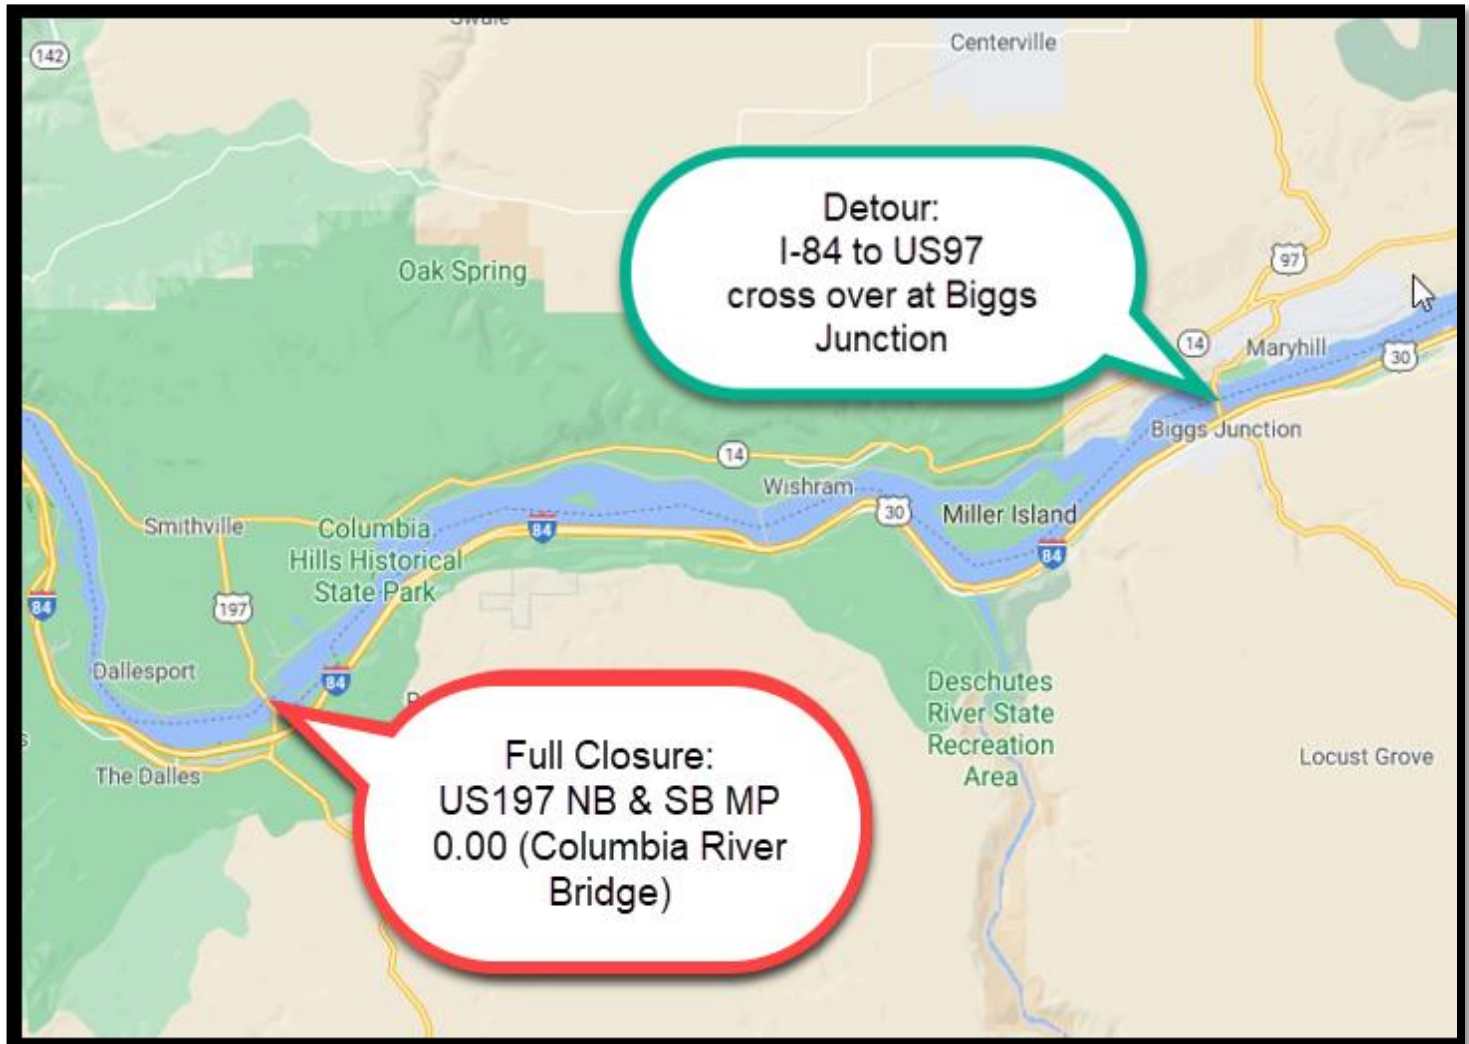 142
Centerville
Detour:
I-84 to US97
cross over at Biggs
Junction
97
Oak Spring
14
Maryhill
30
Biggs Junction
14
Wishram
30
Miller Island
84
84
Smithville
Columbia
Hills Historical
State Park
84
197
Dallesport
84
Deschutes
River State
Recreation
Area
Full Closure:
US197 NB & SB MP
0.00 (Columbia River
Bridge)
The Dalles
Locust Grove